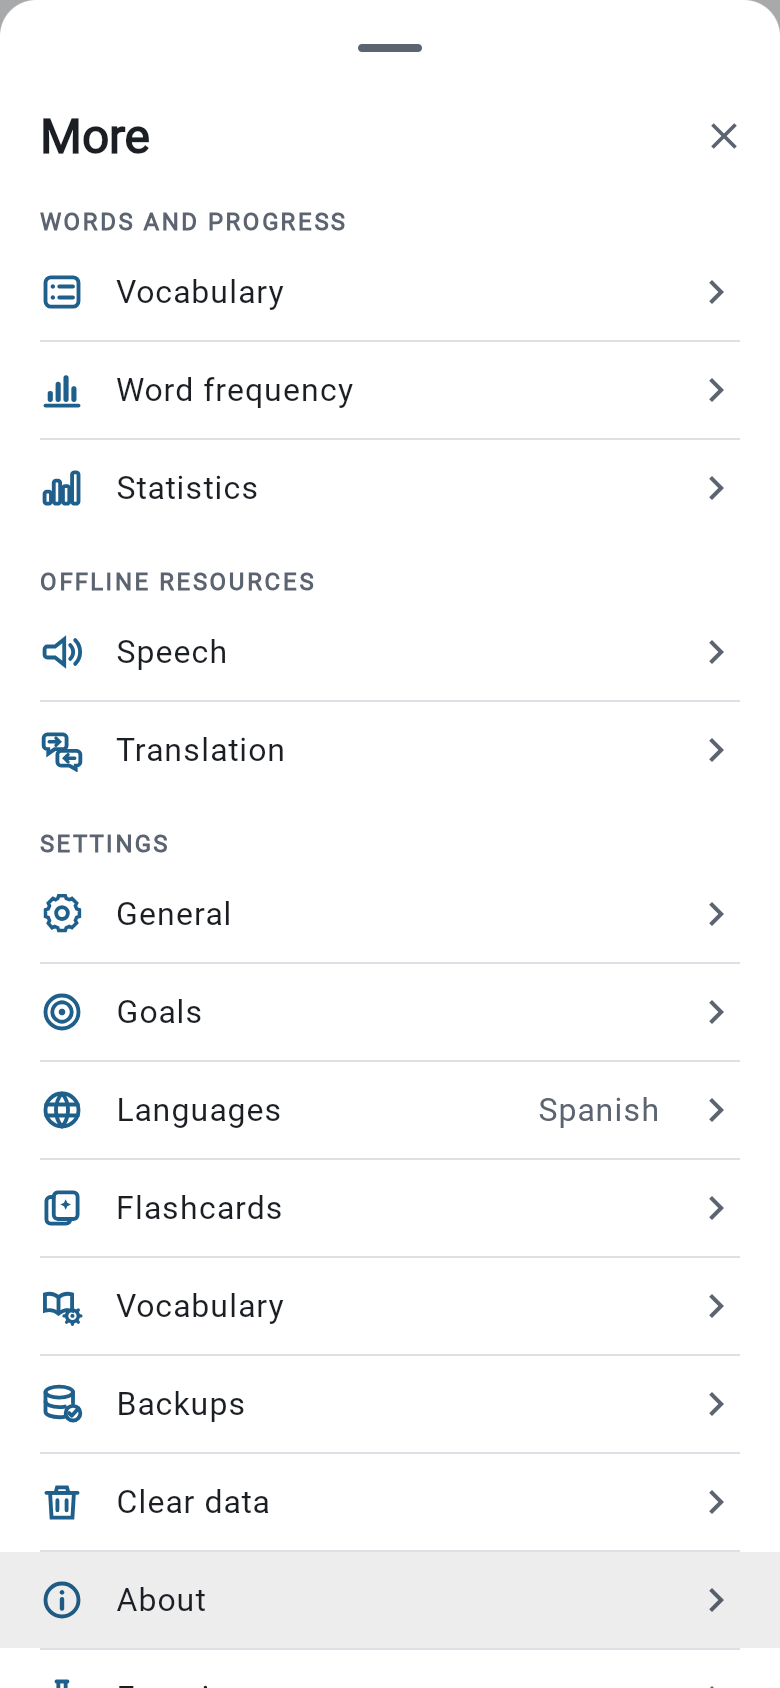 More
WORDS AND PROGRESS
Vocabulary
Word frequency
Statistics
OFFLINE RESOURCES
Speech
Translation
SETTINGS
General
Goals
Languages Spanish
Flashcards
Vocabulary
Backups
Clear data
About